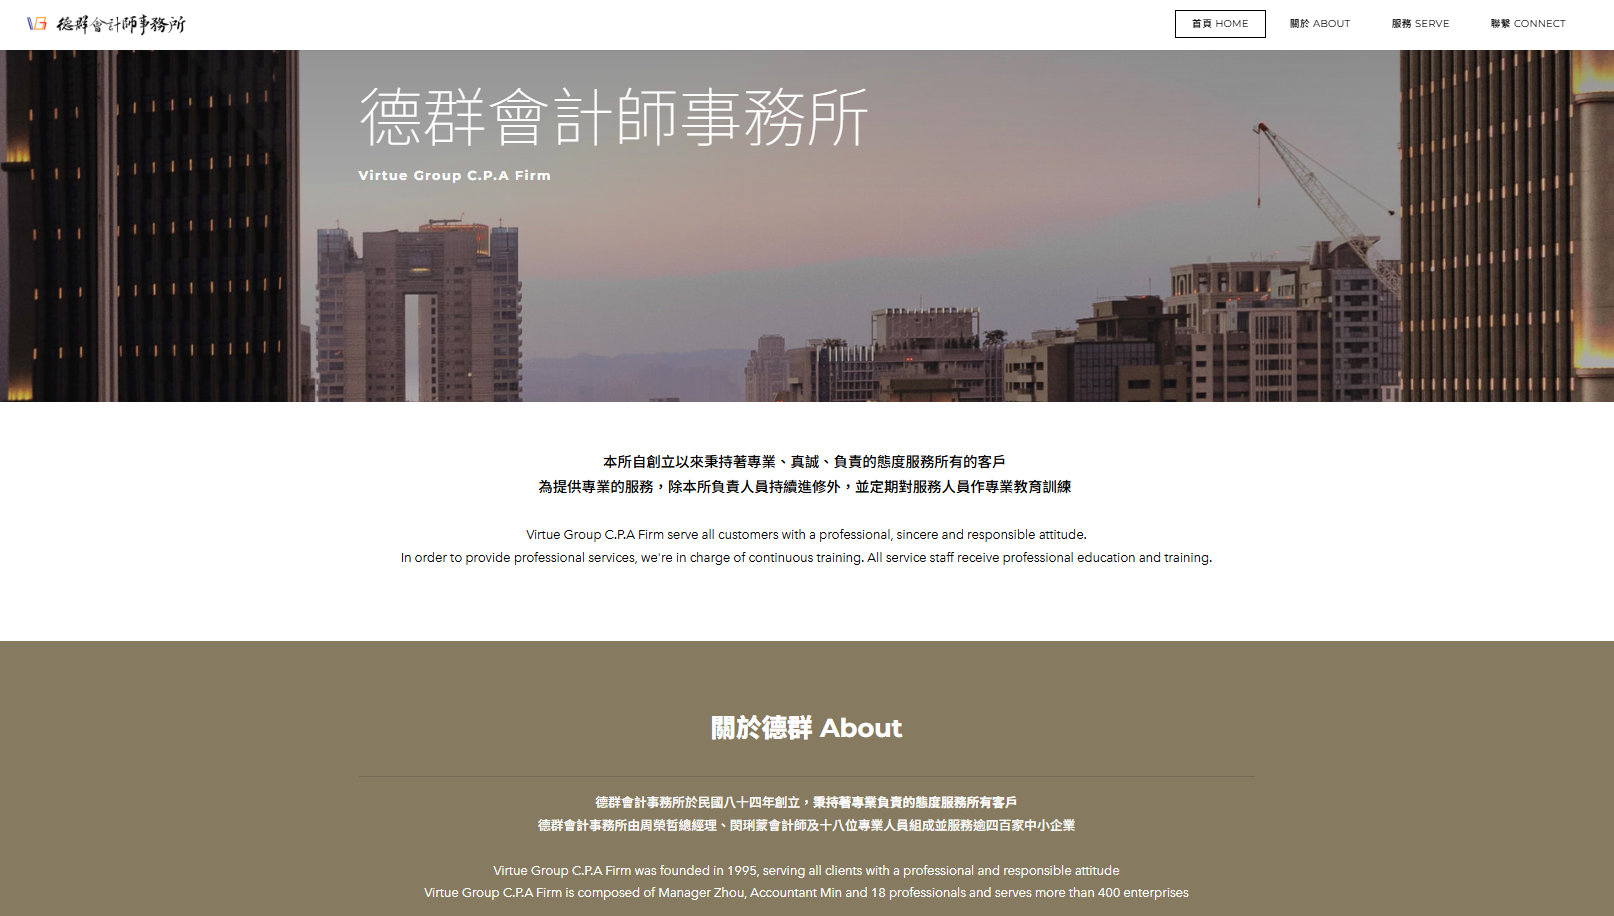 VG 德群會計師事務所
首頁 HOME
關於 ABOUT
服務 SERVE
聯繫 CONNECT
德群會計師事務所
Virtue Group C.P.A Firm
本所自創立以來秉持著專業、真誠、負責的態度服務所有的客戶
為提供專業的服務，除本所負責人員持續進修外，並定期對服務人員作專業教育訓練
Virtue Group C.P.A Firm serve all customers with a professional, sincere and responsible attitude.
In order to provide professional services, we're in charge of continuous training. All service staff receive professional education and training.
關於德群 About
德群會計事務所於民國八十四年創立，秉持著專業負責的態度服務所有客戶
德群會計事務所由周榮哲總經理、閔琍蒙會計師及十八位專業人員組成並服務逾四百家中小企業
Virtue Group C.P.A Firm was founded in 1995, serving all clients with a professional and responsible attitude
Virtue Group C.P.A Firm is composed of Manager Zhou, Accountant Min and 18 professionals and serves more than 400 enterprises